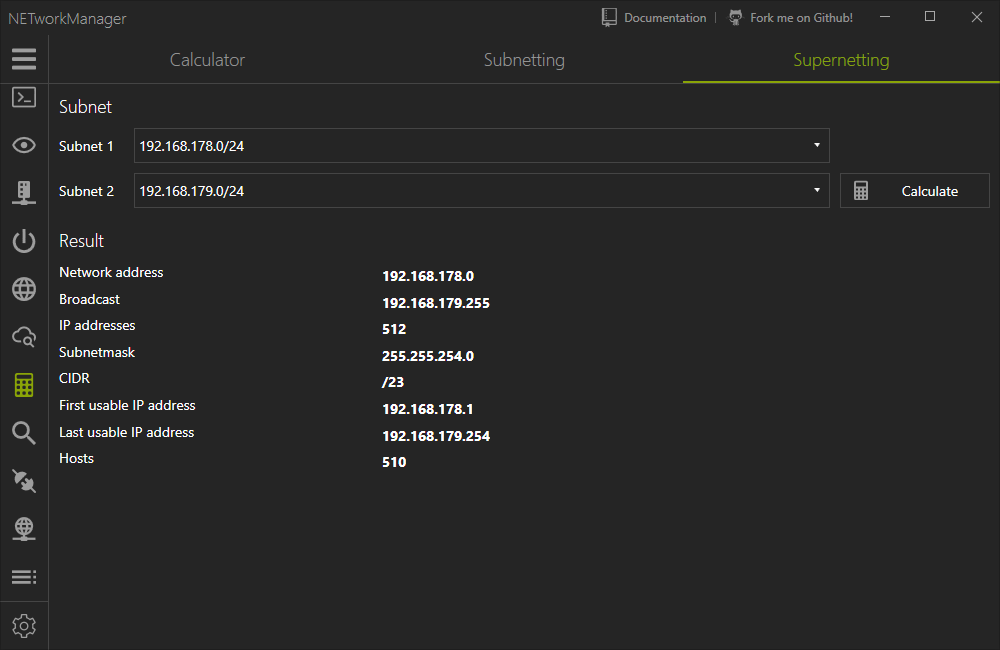 NETworkManager
Documentation | Fork me on Github!
Calculator Subnetting Supernetting
Subnet
Subnet 1 192.168.178.0/24
Subnet 2 192.168.179.0/24 Calculate
Result
Network address 192.168.178.0
Broadcast 192.168.179.255
IP addresses 512
Subnetmask 255.255.254.0
CIDR /23
First usable IP address 192.168.178.1
Last usable IP address 192.168.179.254
Hosts 510